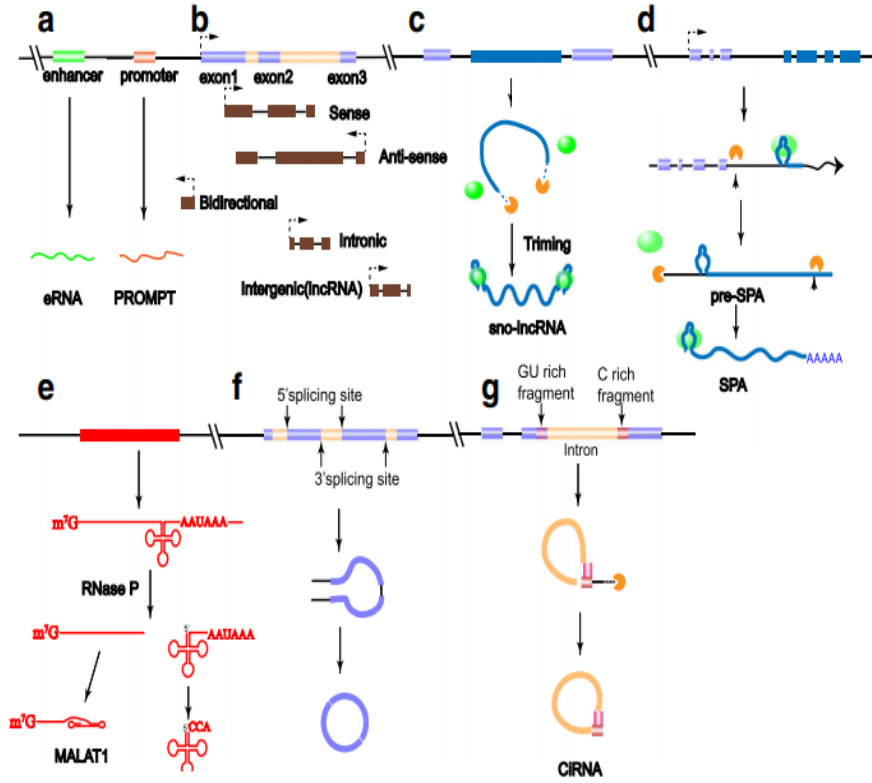 a
b
c
d
enhancer
promoter
exon1
exon2
exon3
Sense
Anti-sense
Bidirectional
Intronic
Intergenic(lncRNA)
eRNA
PROMPT
Triming
sno-lncRNA
pre-SPA
AAAAA
SPA
e
f
g
5'splicing site
3'splicing site
GU rich
fragment
C rich
fragment
Intron
m7G
AAUAAA
RNase P
m7G
5'
AAUAAA
m7G
5'
CCA
MALAT1
CiRNA